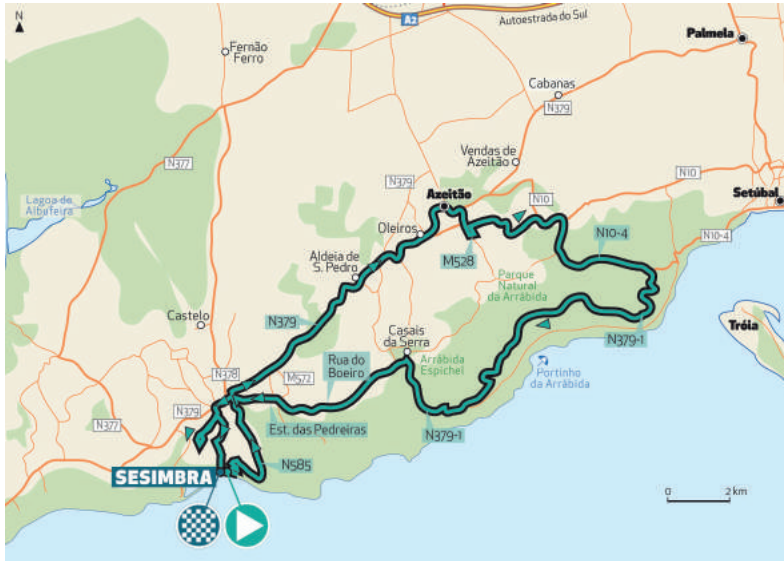 N
A2
Autoestrada do Sul
Palmela
Fernão
Ferro
Cabanas
N379
Vendas de
Azeitão
N377
N379
N10
Setúbal
Lagoa de
Albufeira
Azeitão
N10
Oleiros
N10-4
N10-4
M528
Aldeia de
S. Pedro
Parque
Natural
da Arrábida
Castelo
N379
Casais
da Serra
N379-1
Tróia
Rua do
Boeiro
Arrábida
Espichel
Portinho
da Arrábida
N378
M572
N379
N377
Est. das Pedreiras
N379-1
N585
SESIMBRA
0 2 km